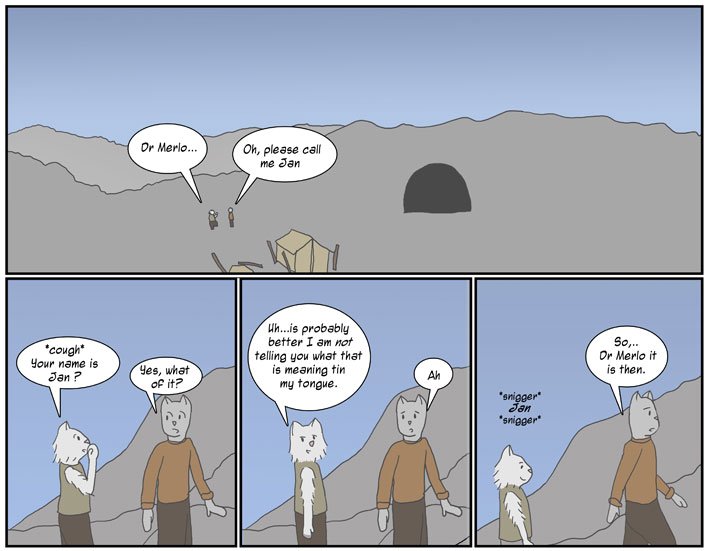 Dr Merlo...
Oh, please call
me Jan
*cough*
Your name is
Jan ?
Yes, what
of it?
Uh...is probably
better I am not
telling you what that
is meaning tin
my tongue.
Ah
*snigger*
Jan
*snigger*
So,..
Dr Merlo it
is then.